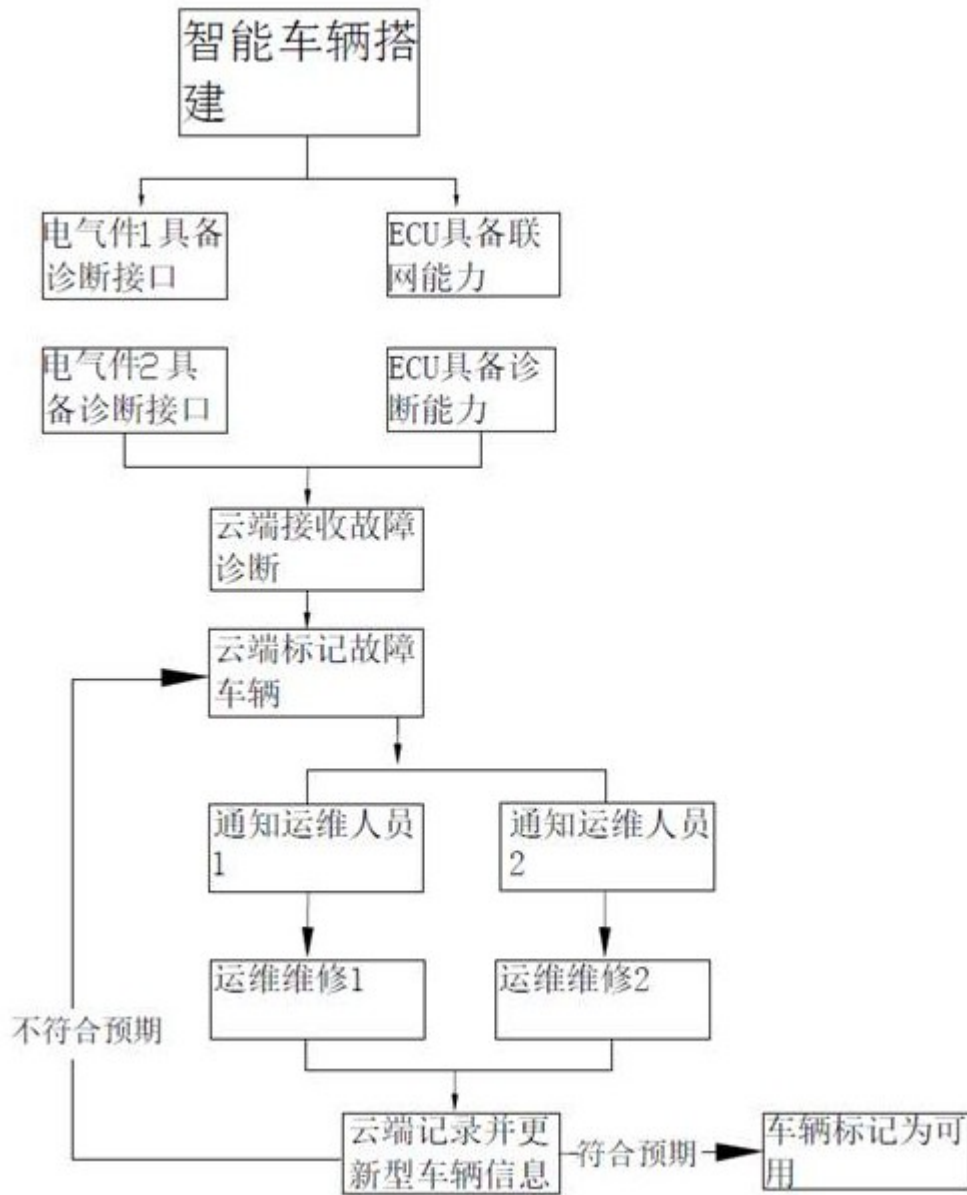 智能车辆搭
建
电气件1具备
诊断接口
ECU具备联
网能力
电气件2具
备诊断接口
ECU具备诊
断能力
云端接收故障
诊断
云端标记故障
车辆
通知运维人员
1
通知运维人员
2
运维维修1
运维维修2
不符合预期
云端记录并更
新型车辆信息
符合预期
车辆标记为可
用